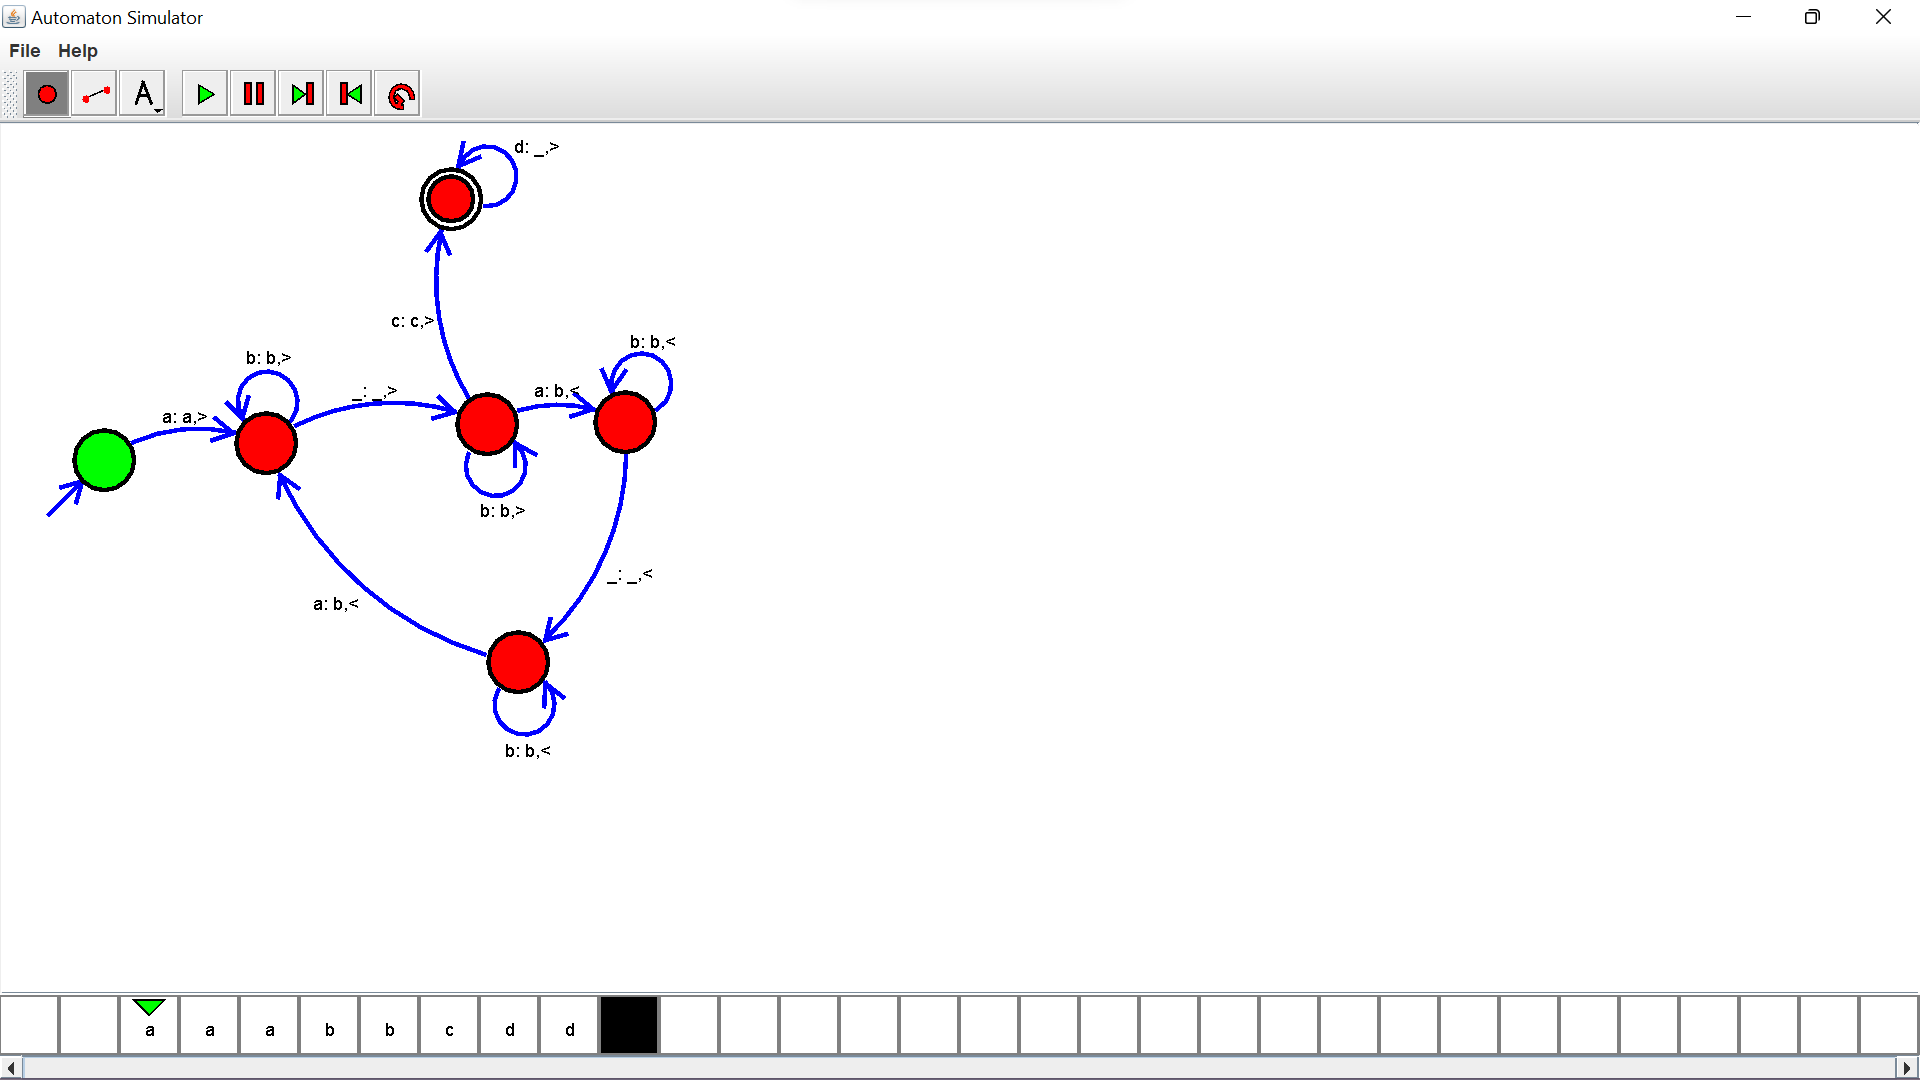 Automaton Simulator
File Help
A
d: _,>
c: c,>
b: b,<
b: b,>
_: _,>
a: b,<
a: a,>
b: b,>
_: _,<
a: b,<
b: b,<
a a a b b c d d